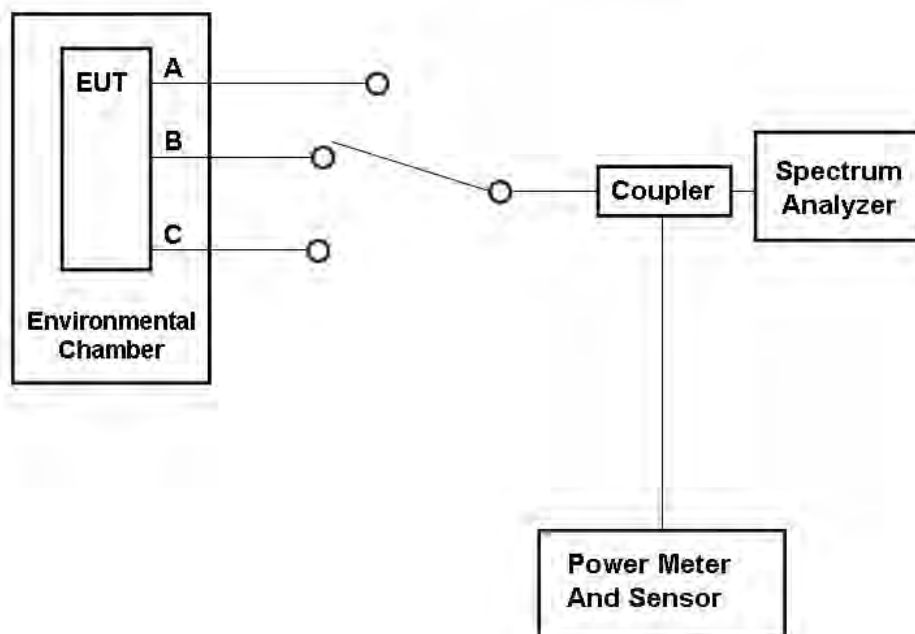 EUT
A
B
C
Environmental
Chamber
Coupler
Spectrum
Analyzer
Power Meter
And Sensor